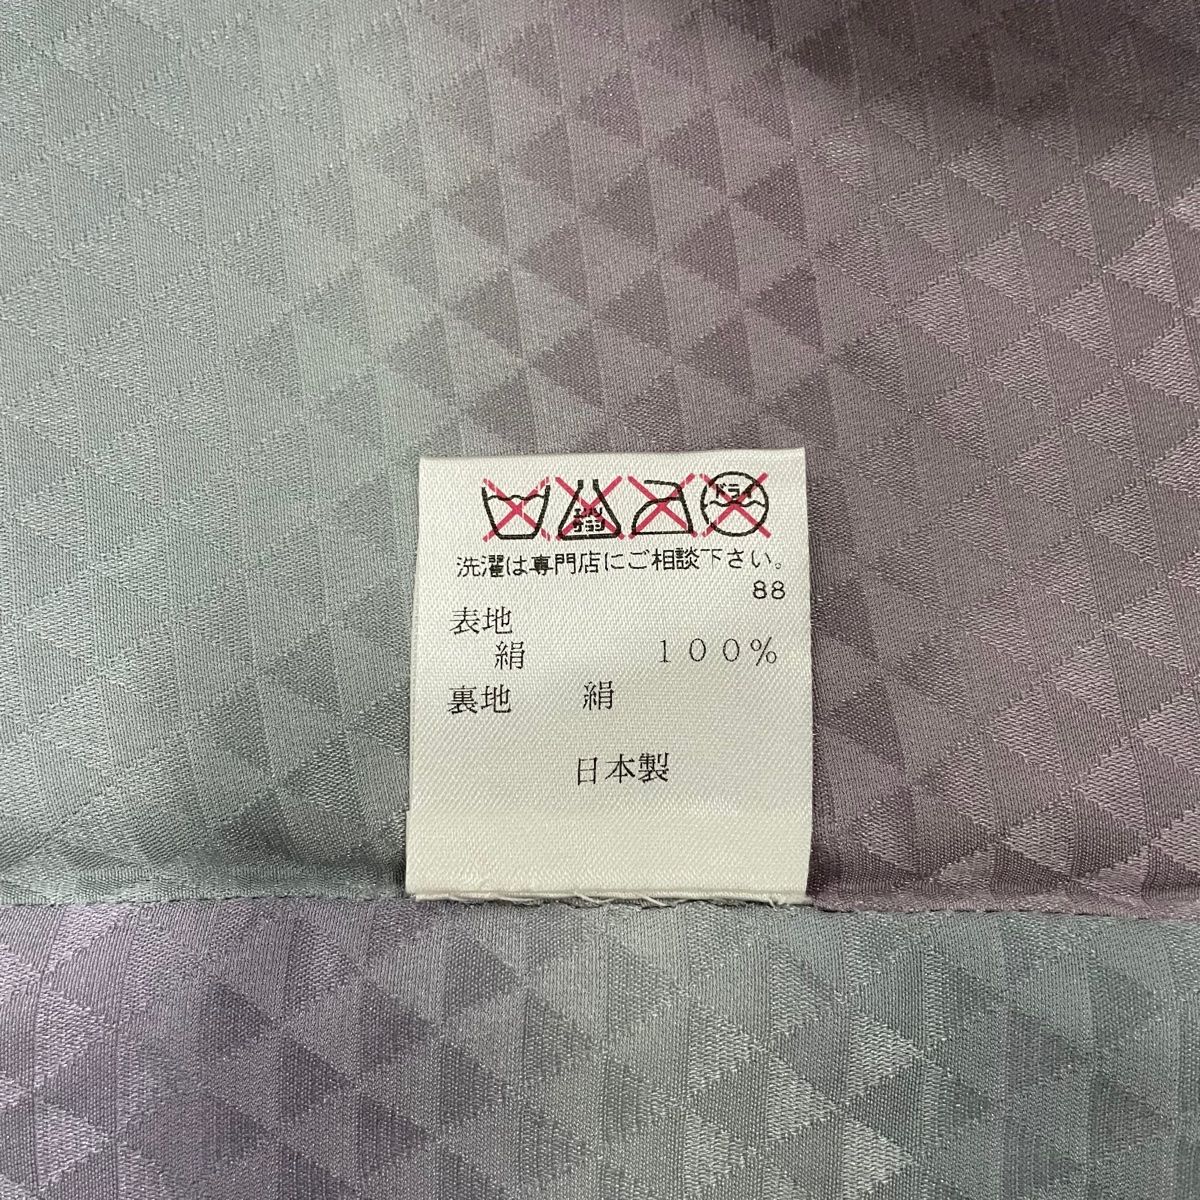 エンソ サラシ ドライ
洗濯は専門店にご相談下さい。
88
表地
絹 100%
裏地 絹
日本製